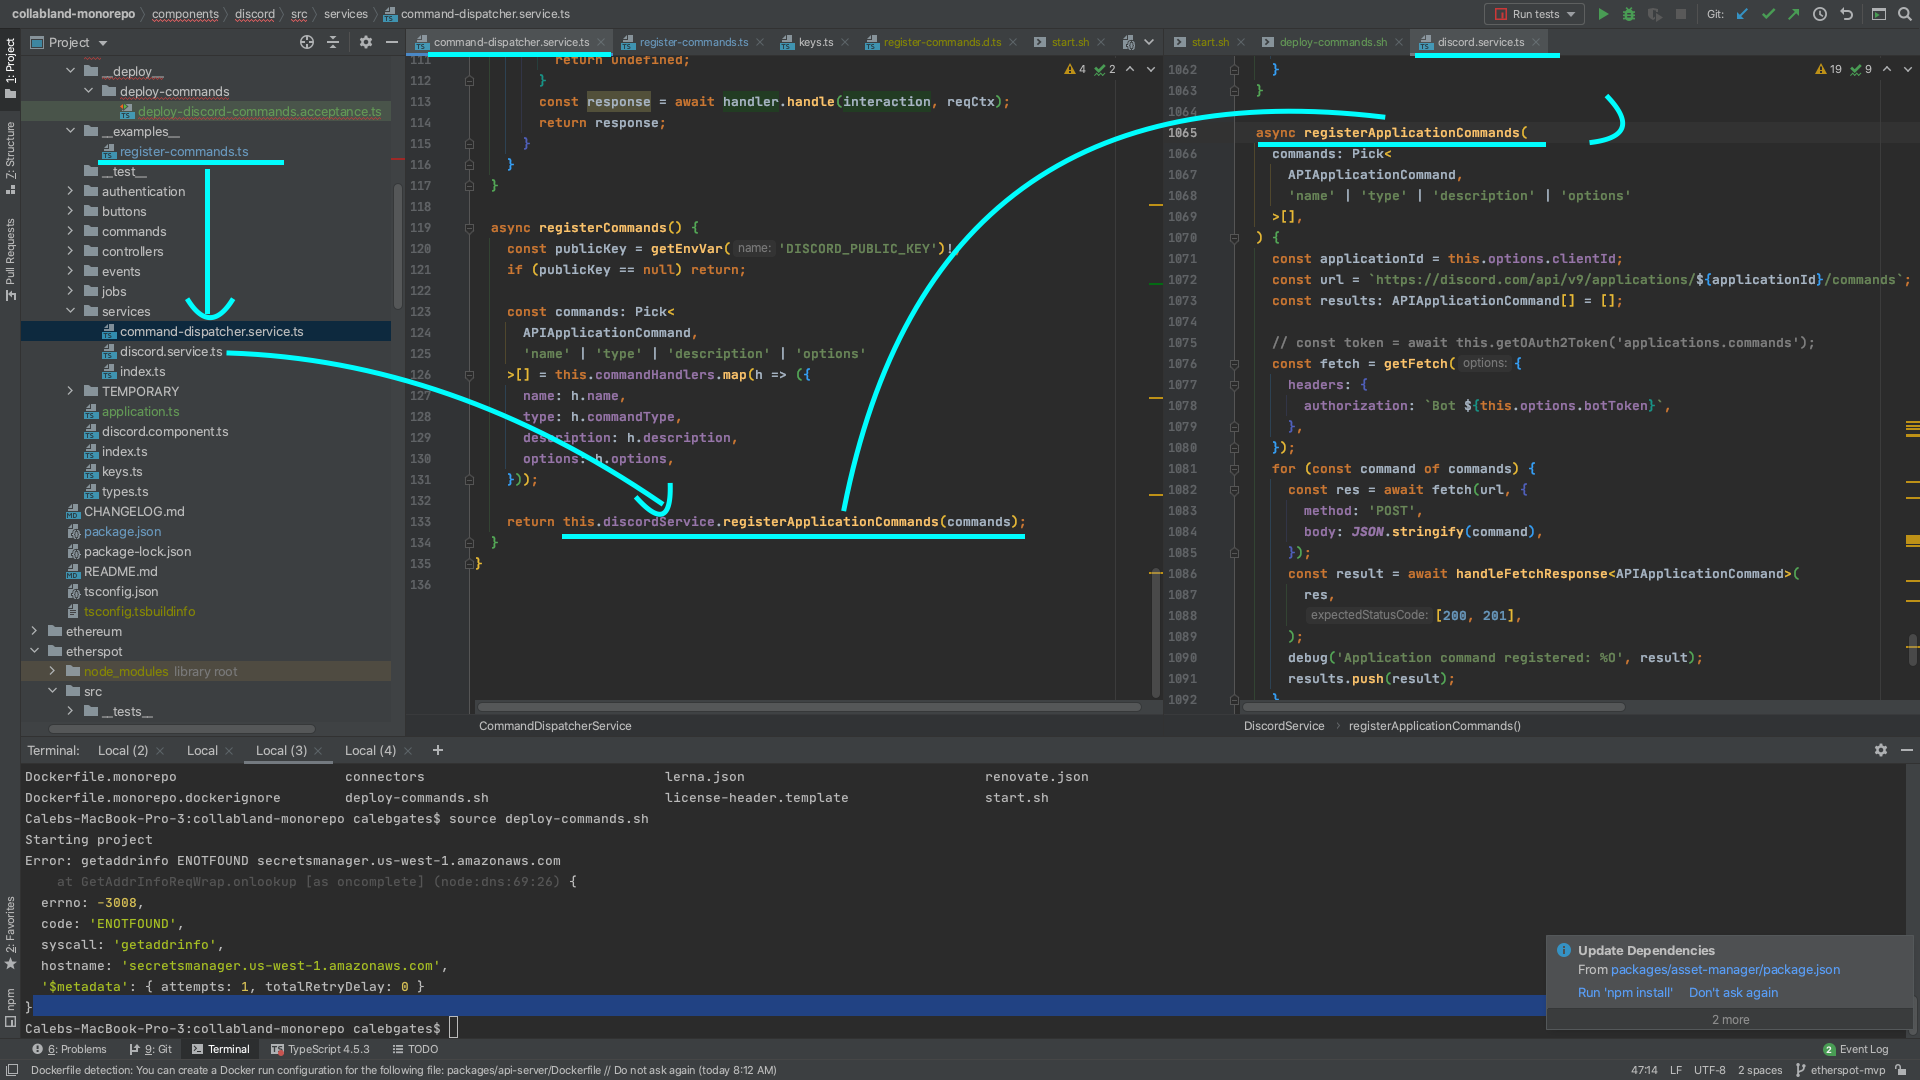 collabland-monorepo › components › discord › src › services › command-dispatcher.service.ts
Run tests
Git:
1: Project
Z: Structure
Pull Requests
2: Favorites
npm
Project
__deploy__
deploy-commands
deploy-discord-commands.acceptance.ts
__examples__
register-commands.ts
__test__
authentication
buttons
commands
controllers
events
jobs
services
command-dispatcher.service.ts
discord.service.ts
index.ts
TEMPORARY
application.ts
discord.component.ts
index.ts
keys.ts
types.ts
CHANGELOG.md
package.json
package-lock.json
README.md
tsconfig.json
tsconfig.tsbuildinfo
ethereum
etherspot
node_modules library root
src
__tests__
command-dispatcher.service.ts
register-commands.ts
keys.ts
register-commands.d.ts
start.sh
4 2
111 return undefined;
112 }
113 const response = await handler.handle(interaction, reqCtx);
114 return response;
115 }
116 }
117 }
118
119 async registerCommands() {
120 const publicKey = getEnvVar( name: 'DISCORD_PUBLIC_KEY')!;
121 if (publicKey == null) return;
122
123 const commands: Pick<
124 APIApplicationCommand,
125 'name' | 'type' | 'description' | 'options'
126 >[] = this.commandHandlers.map(h => ({
127 name: h.name,
128 type: h.commandType,
129 description: h.description,
130 options: h.options,
131 }));
132
133 return this.discordService.registerApplicationCommands(commands);
134 }
135 }
136
CommandDispatcherService
start.sh
deploy-commands.sh
discord.service.ts
19 9
1062 }
1063 }
1064
1065 async registerApplicationCommands(
1066 commands: Pick<
1067 APIApplicationCommand,
1068 'name' | 'type' | 'description' | 'options'
1069 >[],
1070 ) {
1071 const applicationId = this.options.clientId;
1072 const url = `https://discord.com/api/v9/applications/${applicationId}/commands`;
1073 const results: APIApplicationCommand[] = [];
1074
1075 // const token = await this.getOAuth2Token('applications.commands');
1076 const fetch = getFetch( options: {
1077 headers: {
1078 authorization: `Bot ${this.options.botToken}`,
1079 },
1080 });
1081 for (const command of commands) {
1082 const res = await fetch(url, {
1083 method: 'POST',
1084 body: JSON.stringify(command),
1085 });
1086 const result = await handleFetchResponse<APIApplicationCommand>(
1087 res,
1088 expectedStatusCode: [200, 201],
1089 );
1090 debug('Application command registered: %O', result);
1091 results.push(result);
1092 }
DiscordService › registerApplicationCommands()
Terminal: Local (2) Local Local (3) Local (4) +
Dockerfile.monorepo connectors lerna.json renovate.json
Dockerfile.monorepo.dockerignore deploy-commands.sh license-header.template start.sh
Calebs-MacBook-Pro-3:collabland-monorepo calebgates$ source deploy-commands.sh
Starting project
Error: getaddrinfo ENOTFOUND secretsmanager.us-west-1.amazonaws.com
at GetAddrInfoReqWrap.onlookup [as oncomplete] (node:dns:69:26) {
errno: -3008,
code: 'ENOTFOUND',
syscall: 'getaddrinfo',
hostname: 'secretsmanager.us-west-1.amazonaws.com',
'$metadata': { attempts: 1, totalRetryDelay: 0 }
}
Calebs-MacBook-Pro-3:collabland-monorepo calebgates$
Update Dependencies
From packages/asset-manager/package.json
Run 'npm install' Don't ask again
2 more
6: Problems 9: Git Terminal TypeScript 4.5.3 TODO
2 Event Log
Dockerfile detection: You can create a Docker run configuration for the following file: packages/api-server/Dockerfile // Do not ask again (today 8:12 AM)
47:14 LF UTF-8 2 spaces etherspot-mvp